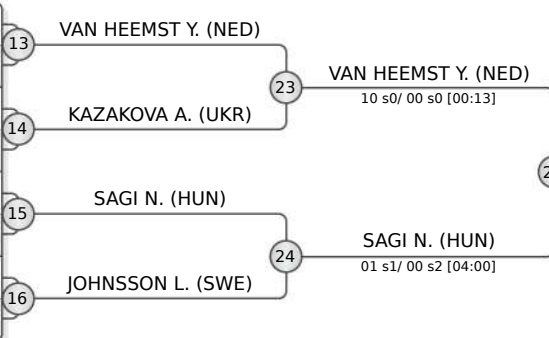 VAN HEEMST Y. (NED)
13
23
VAN HEEMST Y. (NED)
10 s0/ 00 s0 [00:13]
14
KAZAKOVA A. (UKR)
SAGI N. (HUN)
15
24
SAGI N. (HUN)
01 s1/ 00 s2 [04:00]
16
JOHNSSON L. (SWE)